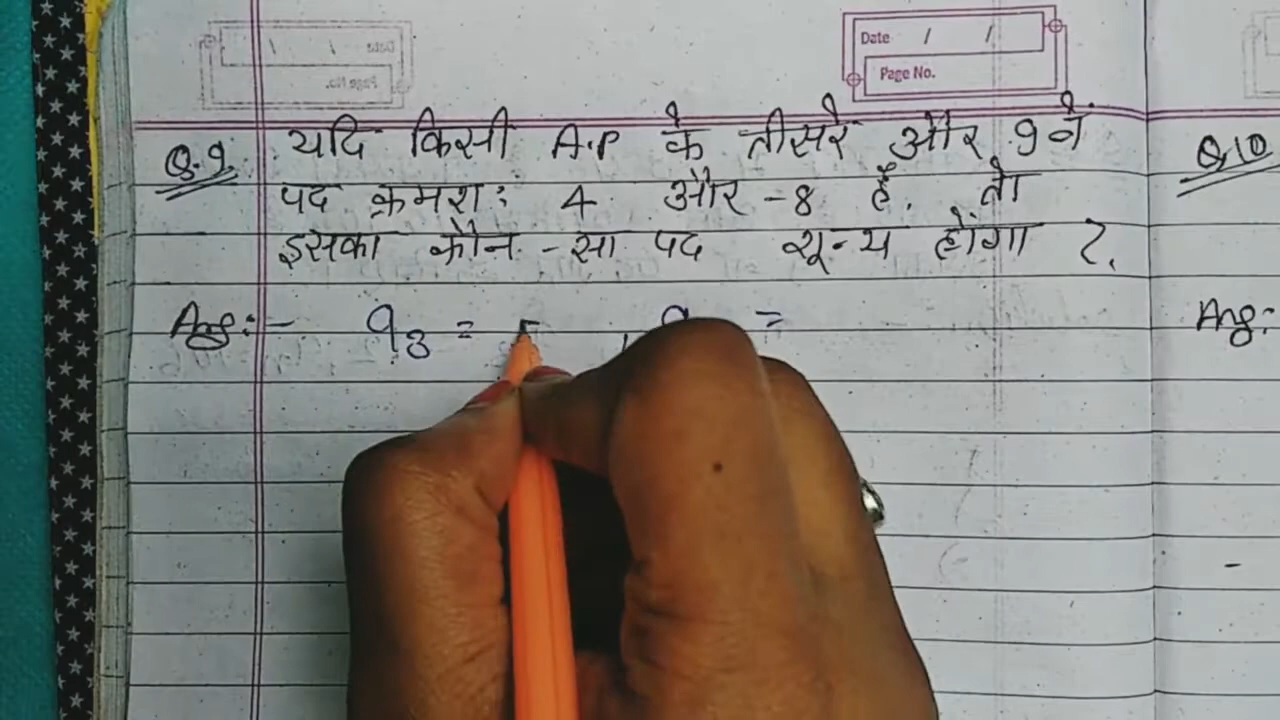 Date / /
Page No.
Q.9 यदि किसी A.P के तीसरे और 9वे
पद क्रमश: 4 और -8 हैं. तो
इसका कौन-सा पद शून्य होगा ?.
Ans:- a3 = , a =
Q.10
Ans:-